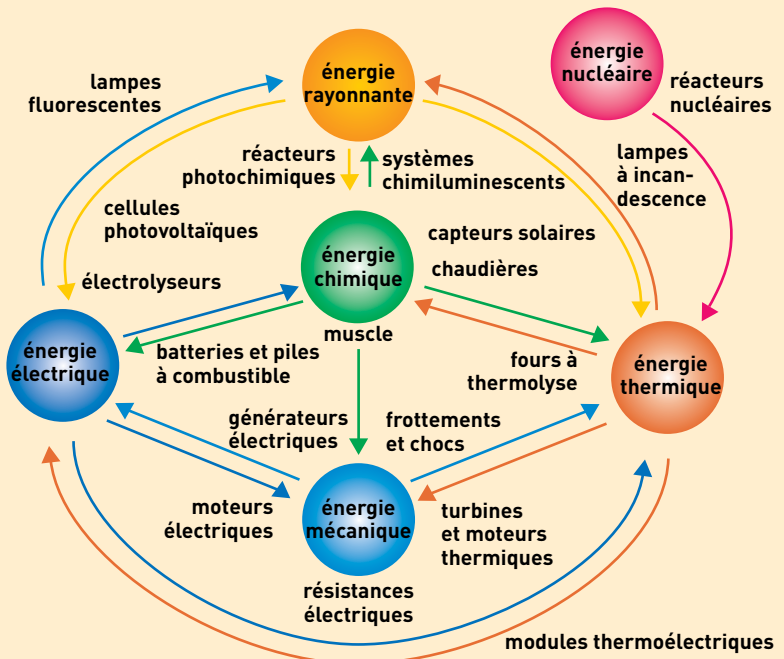 énergie
rayonnante
énergie
nucléaire
lampes
fluorescentes
réacteurs
nucléaires
réacteurs
photochimiques
systèmes
chimiluminescents
lampes
à incan-
descence
cellules
photovoltaïques
capteurs solaires
énergie
chimique
chaudières
électrolyseurs
muscle
énergie
électrique
batteries et piles
à combustible
fours à
thermolyse
énergie
thermique
générateurs
électriques
frottements
et chocs
moteurs
électriques
énergie
mécanique
turbines
et moteurs
thermiques
résistances
électriques
modules thermoélectriques